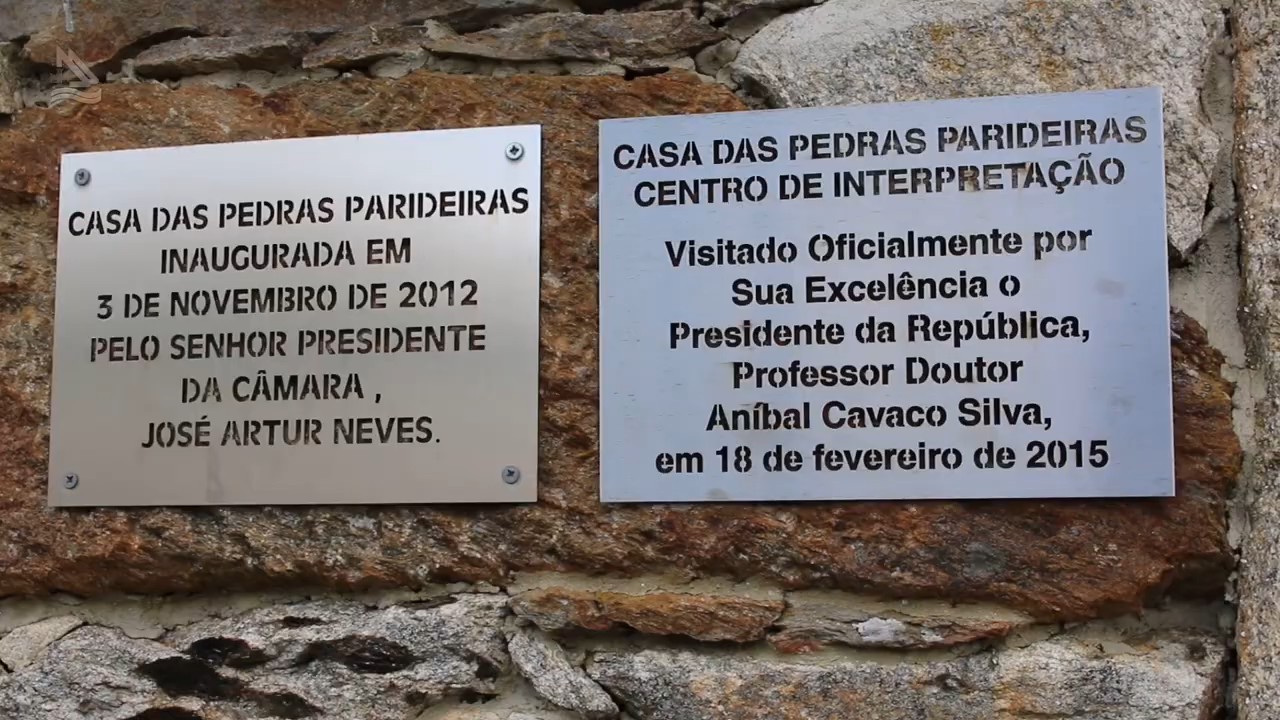 CASA DAS PEDRAS PARIDEIRAS
INAUGURADA EM
3 DE NOVEMBRO DE 2012
PELO SENHOR PRESIDENTE
DA CÂMARA ,
JOSÉ ARTUR NEVES.
CASA DAS PEDRAS PARIDEIRAS
CENTRO DE INTERPRETAÇÃO
Visitado Oficialmente por
Sua Excelência o
Presidente da República,
Professor Doutor
Aníbal Cavaco Silva,
em 18 de fevereiro de 2015